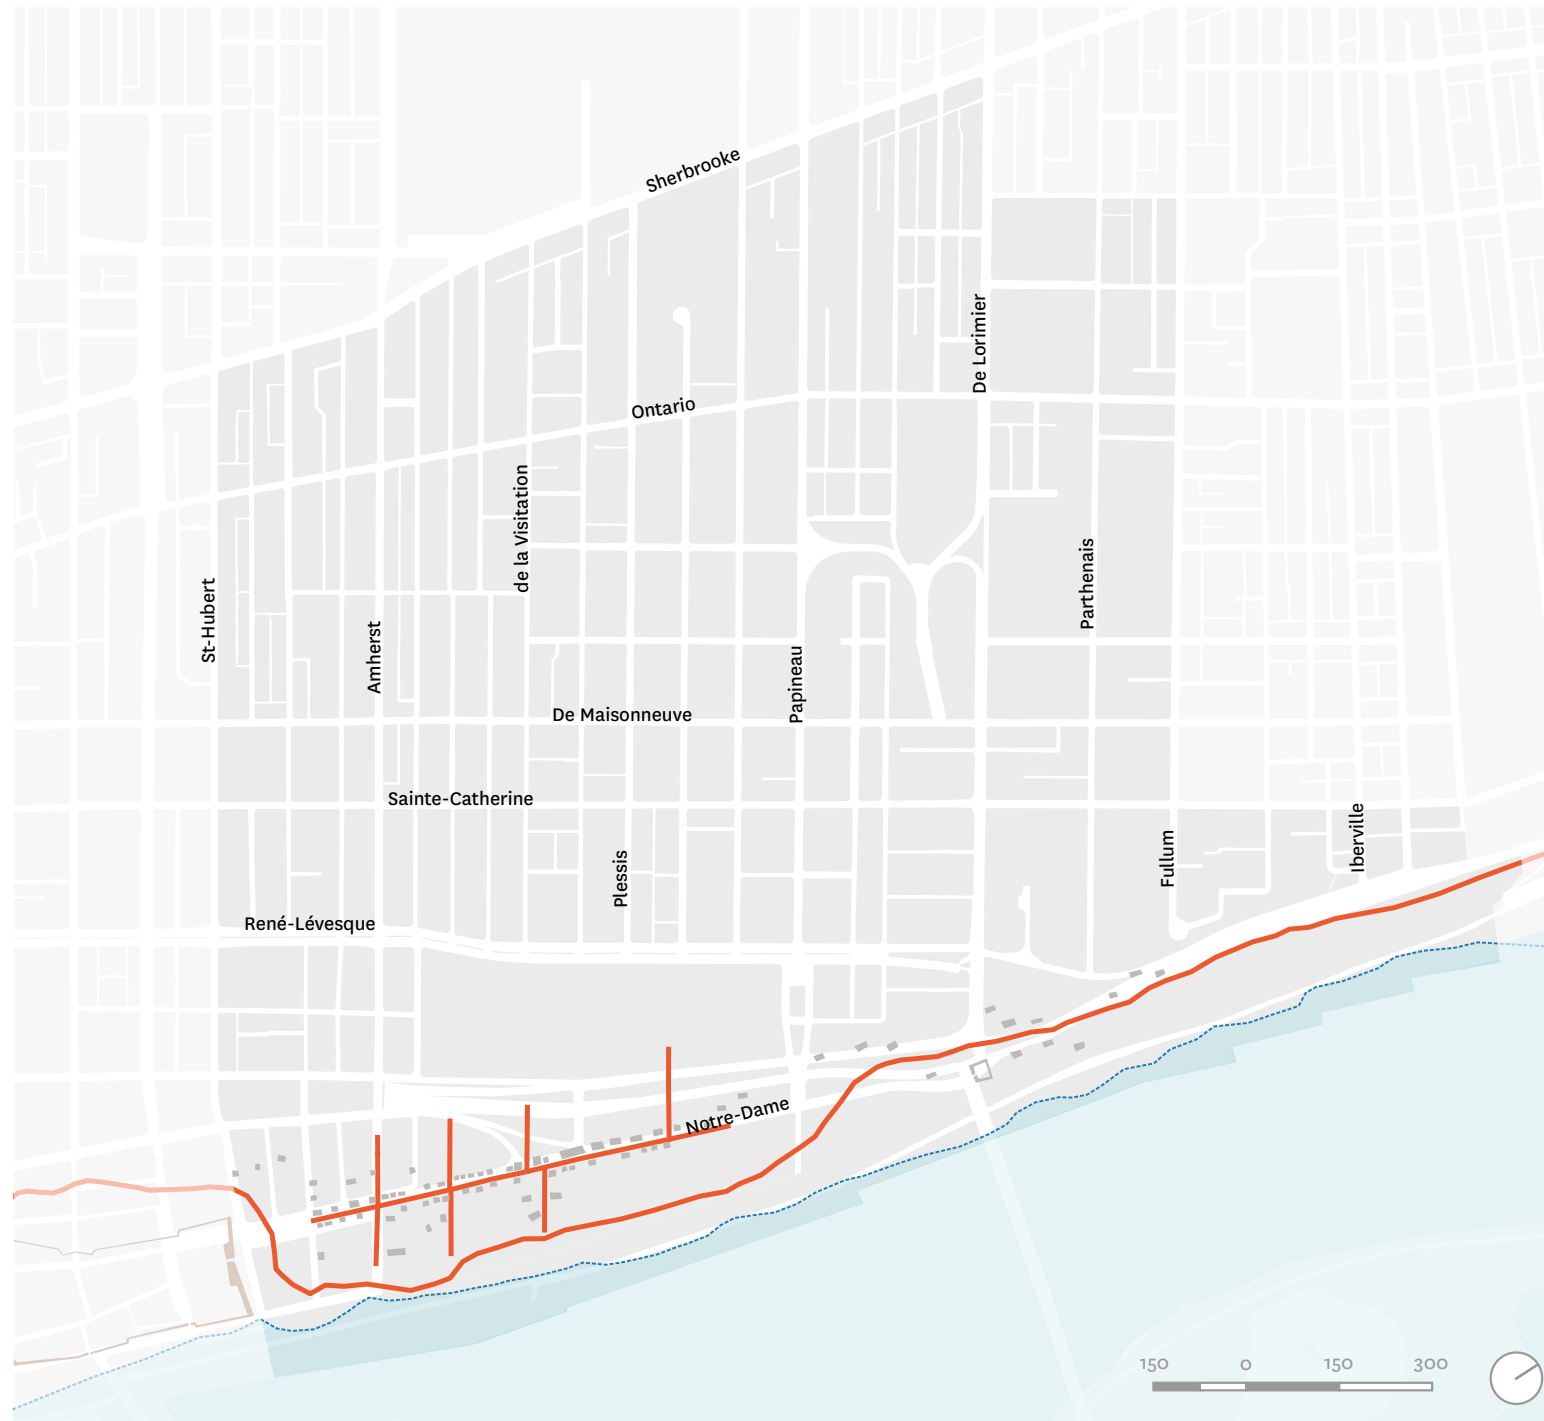 Sherbrooke
De Lorimier
Ontario
de la Visitation
Parthenais
St-Hubert
Amherst
Papineau
De Maisonneuve
Sainte-Catherine
Plessis
Fullum
Iberville
René-Lévesque
Notre-Dame
150 0 150 300